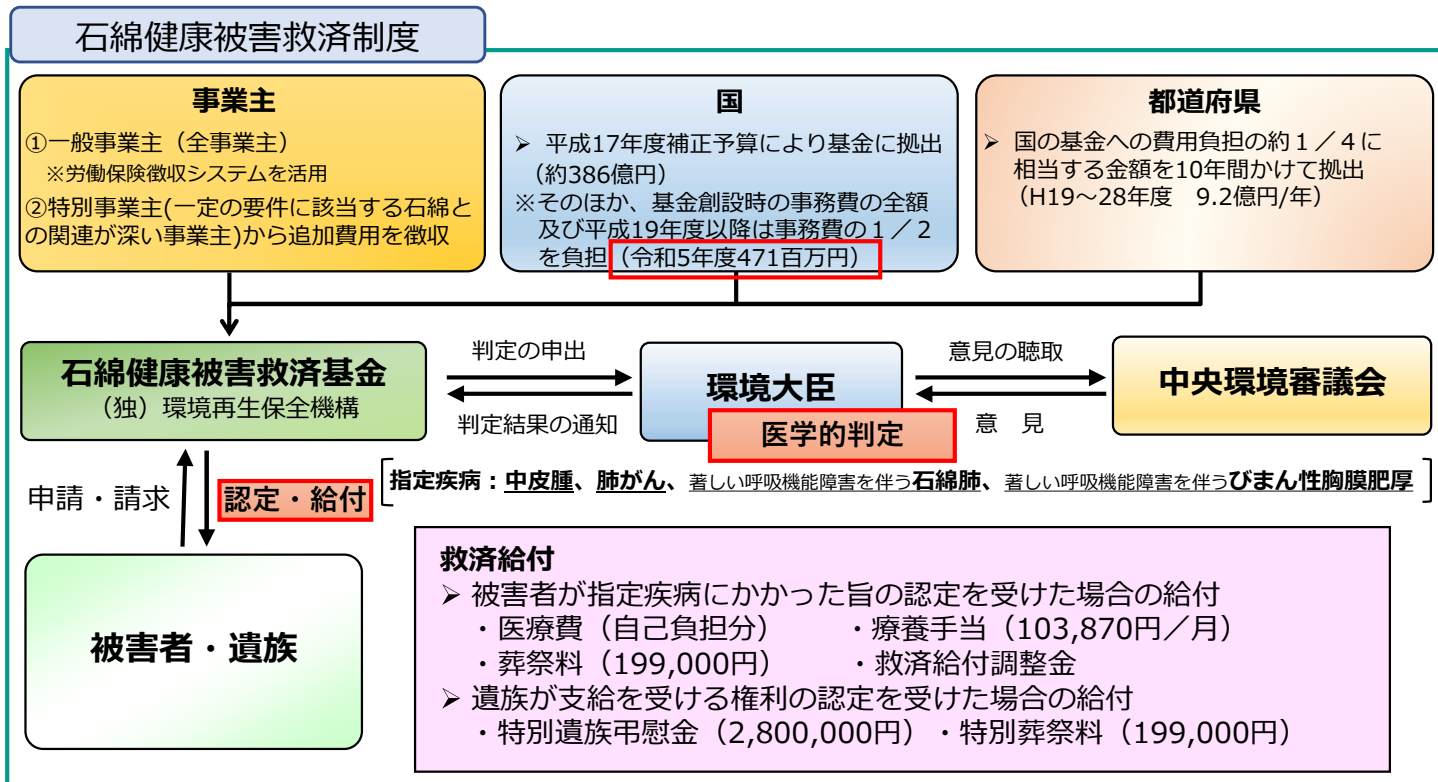 石綿健康被害救済制度
事業主
①一般事業主（全事業主）
※労働保険徴収システムを活用
②特別事業主(一定の要件に該当する石綿と
の関連が深い事業主)から追加費用を徴収
国
➢ 平成17年度補正予算により基金に拠出
（約386億円）
※そのほか、基金創設時の事務費の全額
及び平成19年度以降は事務費の１／２
を負担（令和5年度471百万円）
都道府県
➢ 国の基金への費用負担の約１／４に
相当する金額を10年間かけて拠出
（H19～28年度　9.2億円/年）
石綿健康被害救済基金
（独）環境再生保全機構
判定の申出
判定結果の通知
環境大臣
医学的判定
意見の聴取
意　見
中央環境審議会
申請・請求
認定・給付
指定疾病：中皮腫、肺がん、著しい呼吸機能障害を伴う石綿肺、著しい呼吸機能障害を伴うびまん性胸膜肥厚
被害者・遺族
救済給付
➢ 被害者が指定疾病にかかった旨の認定を受けた場合の給付
・医療費（自己負担分）　・療養手当（103,870円／月）
・葬祭料（199,000円）　・救済給付調整金
➢ 遺族が支給を受ける権利の認定を受けた場合の給付
・特別遺族弔慰金（2,800,000円）・特別葬祭料（199,000円）